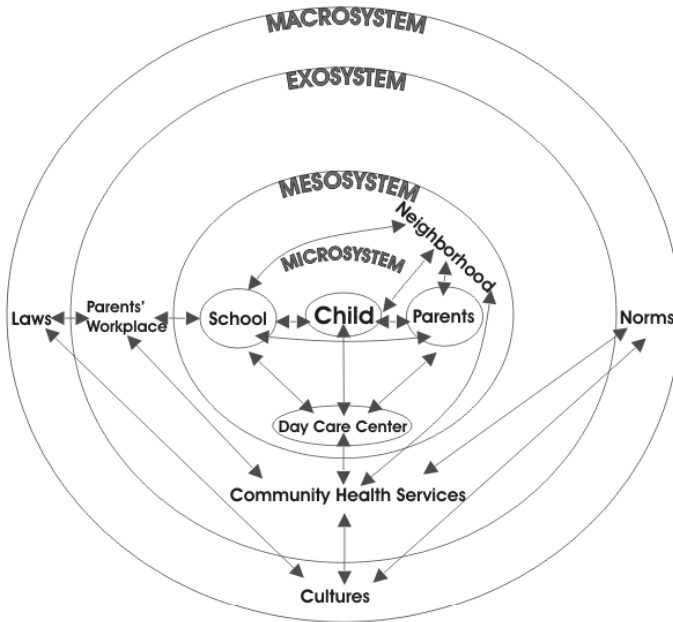 MACROSYSTEM
EXOSYSTEM
MESOSYSTEM
Neighborhood
MICROSYSTEM
School
Child
Parents
Laws
Parents'
Workplace
Norms
Day Care Center
Community Health Services
Cultures